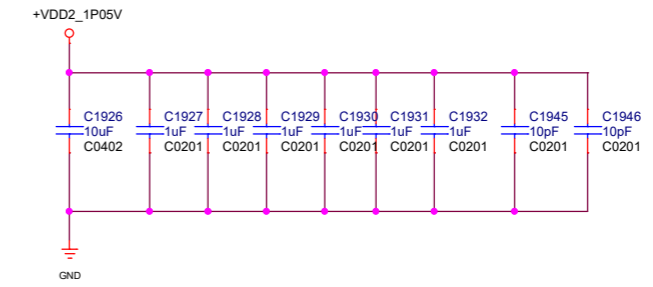 +VDD2_1P05V
C1926
10uF
C0402
C1927
1uF
C0201
C1928
1uF
C0201
C1929
1uF
C0201
C1930
1uF
C0201
C1931
1uF
C0201
C1932
1uF
C0201
C1945
10pF
C0201
C1946
10pF
C0201
GND